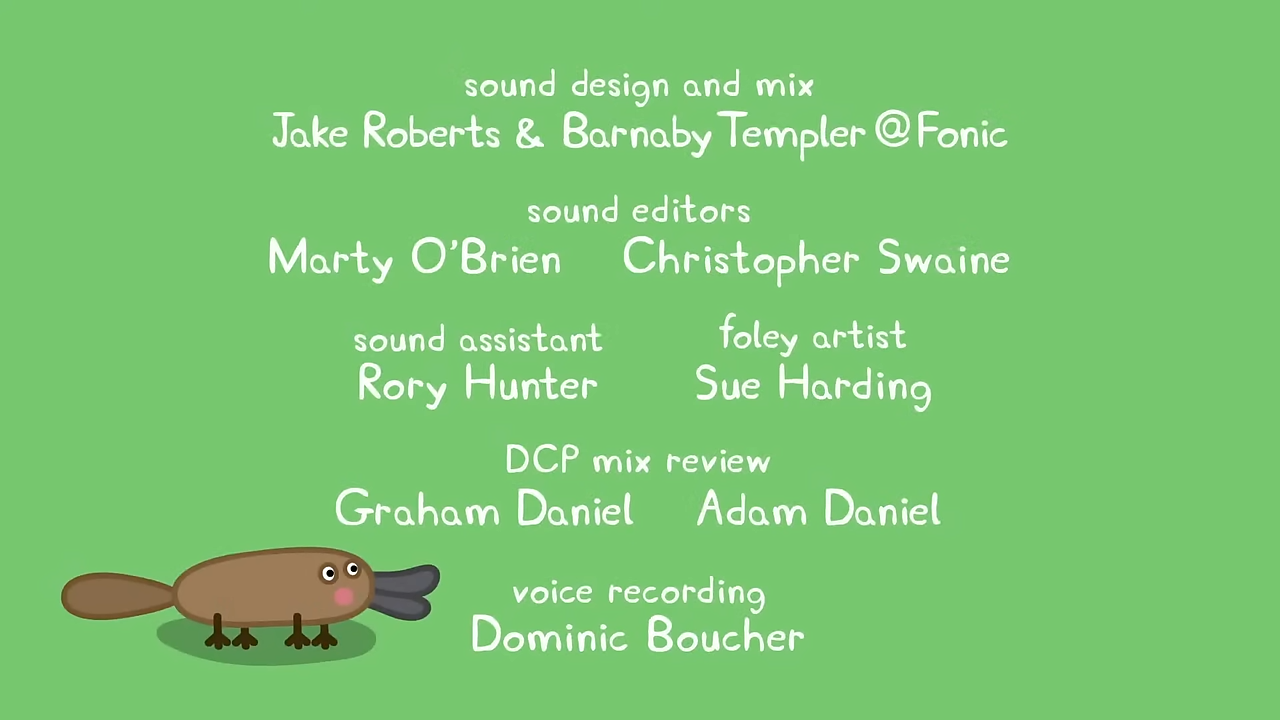 sound design and mix
Jake Roberts & Barnaby Templer @Fonic
sound editors
Marty O'Brien Christopher Swaine
sound assistant foley artist
Rory Hunter Sue Harding
DCP mix review
Graham Daniel Adam Daniel
voice recording
Dominic Boucher